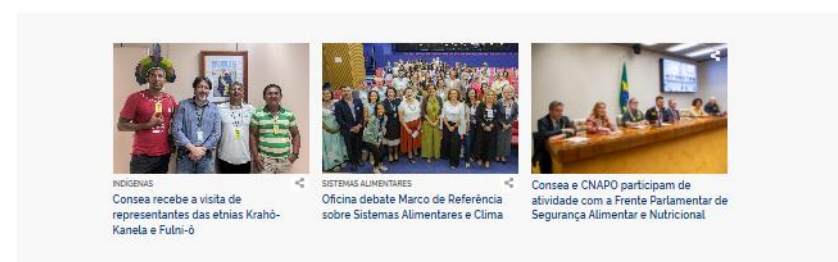 INDÍGENAS
Consea recebe a visita de
representantes das etnias Krahô-
Kanela e Fulni-ô
SISTEMAS ALIMENTARES
Oficina debate Marco de Referência
sobre Sistemas Alimentares e Clima
Consea e CNAPO participam de
atividade com a Frente Parlamentar de
Segurança Alimentar e Nutricional